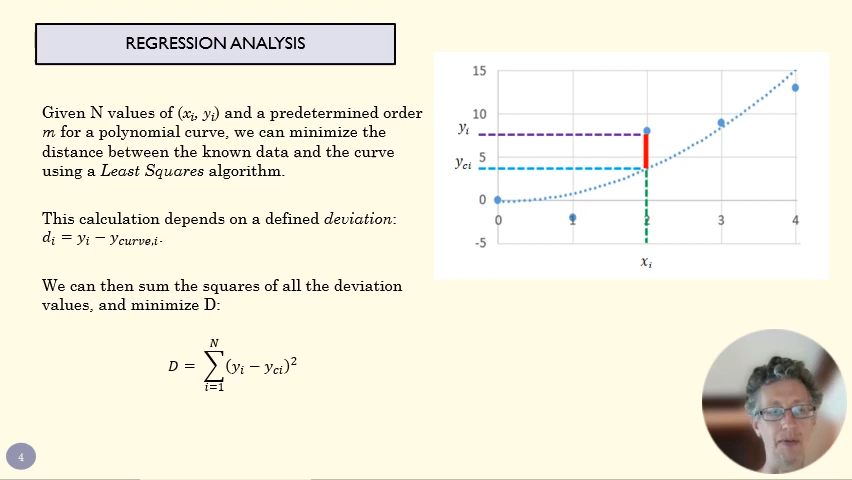 REGRESSION ANALYSIS
Given N values of (xᵢ, yᵢ) and a predetermined order
m for a polynomial curve, we can minimize the
distance between the known data and the curve
using a Least Squares algorithm.
This calculation depends on a defined deviation:
dᵢ = yᵢ − y_curve,i.
We can then sum the squares of all the deviation
values, and minimize D:
D = ∑_{i=1}^{N} (yᵢ − y_ci)²
15
10
yᵢ
y_ci
5
0
0 1 2 3 4
-5
xᵢ
4